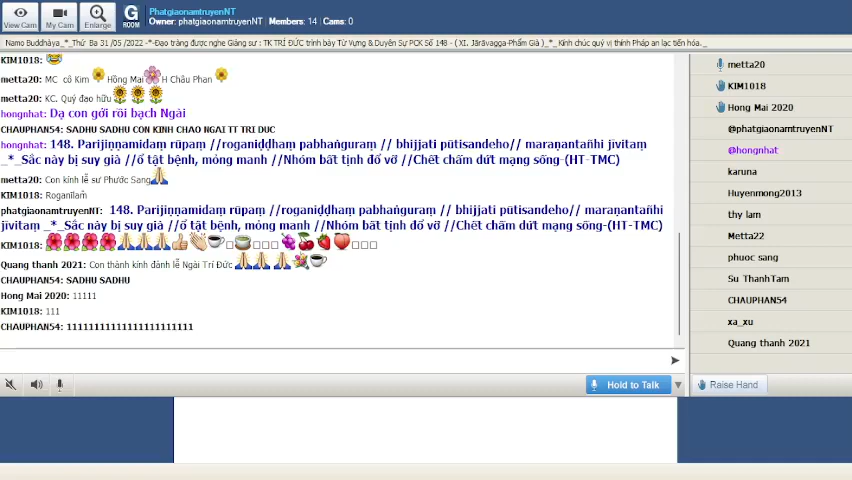 View Cam
My Cam
Enlarge
G
ROOM
PhatgiaonamtruyenNT
Owner: phatgiaonamtruyenNT | Members: 14 | Cams: 0
Namo Buddhāya_*_Thứ Ba 31 /05 /2022 -*-Đạo tràng được nghe Giảng sư : TK TRÍ ĐỨC trình bày Từ Vựng & Duyên Sự PCK Số 148 - ( XI. Jārāvagga-Phẩm Già )_*_Kính chúc quý vị thính Pháp an lạc tiến hóa._
KIM1018: 😂
metta20: MC cô Kim 🌼 Hồng Mai 🌸 H Châu Phan 🌼
metta20: KC. Quý đạo hữu 🌻🌻🌻
hongnhat: Dạ con gởi rồi bạch Ngài
CHAUPHAN54: SADHU SADHU CON KINH CHAO NGAI TT TRI DUC
hongnhat: 148. Parijiṇṇamidaṃ rūpaṃ //roganiḍḍhaṃ pabhaṅguraṃ // bhijjati pūtisandeho// maraṇantañhi jīvitaṃ
_*_Sắc này bị suy già //ổ tật bệnh, mỏng manh //Nhóm bất tịnh đổ vỡ //Chết chấm dứt mạng sống-(HT-TMC)
metta20: Con kính lễ sư Phước Sang 🙏
KIM1018: Roganīlaṁ
phatgiaonamtruyenNT: 148. Parijiṇṇamidaṃ rūpaṃ //roganiḍḍhaṃ pabhaṅguraṃ // bhijjati pūtisandeho// maraṇantañhi
jīvitaṃ _*_Sắc này bị suy già //ổ tật bệnh, mỏng manh //Nhóm bất tịnh đổ vỡ //Chết chấm dứt mạng sống-(HT-TMC)
KIM1018: 🌺🌺🌺🌺🙏🙏🙏👍👏☕□🍵□□□🍇🍒🍓🍑□□□
Quang thanh 2021: Con thành kính đảnh lễ Ngài Trí Đức 🙏🙏 🙏💐☕
CHAUPHAN54: SADHU SADHU
Hong Mai 2020: 11111
KIM1018: 111
CHAUPHAN54: 1111111111111111111111
Hold to Talk
metta20
KIM1018
Hong Mai 2020
@phatgiaonamtruyenNT
@hongnhat
karuna
Huyenmong2013
thy lam
Metta22
phuoc sang
Su ThanhTam
CHAUPHAN54
xa_xu
Quang thanh 2021
Raise Hand